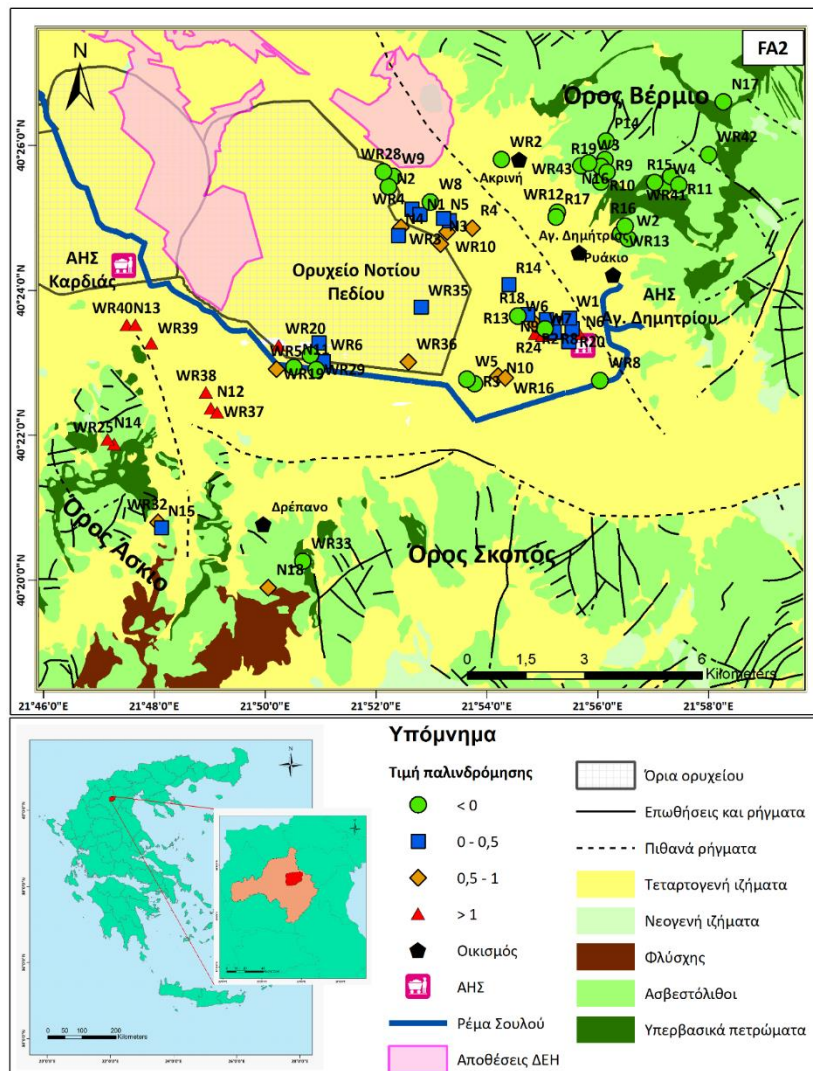 FA2
N
Όρος Βέρμιο
N17
P14
WR42
WR2
R19
W3
Ακρινή
WR43
R9
R15
W4
WR28
W9
N16
R10
R11
WR41
N2
W8
WR12
R17
R16
W2
WR4
N1
N5
R4
Αγ. Δημήτριος
WR13
N4
N3
WR3
WR10
Ρυάκιο
ΑΗΣ
Καρδιάς
Ορυχείο Νοτίου
Πεδίου
R14
WR35
ΑΗΣ
Αγ. Δημητρίου
R18
W6
W1
WR40
N13
R13
W7
N6
N9
WR39
WR20
WR6
R2
R8
R20
R24
WR5
N11
WR36
WR19
WR29
W5
N10
R3
WR16
WR8
WR38
N12
WR37
WR25
N14
WR32
N15
Όρος Άσκιο
Δρέπανο
WR33
N18
Όρος Σκοπός
0 1,5 3 6
Kilometers
40°26'0"N
40°24'0"N
40°22'0"N
40°20'0"N
21°46'0"E 21°48'0"E 21°50'0"E 21°52'0"E 21°54'0"E 21°56'0"E 21°58'0"E
Υπόμνημα
Τιμή παλινδρόμησης
< 0
0 - 0,5
0,5 - 1
> 1
Οικισμός
ΑΗΣ
Ρέμα Σουλού
Αποθέσεις ΔΕΗ
Όρια ορυχείου
Επωθήσεις και ρήγματα
Πιθανά ρήγματα
Τεταρτογενή ιζήματα
Νεογενή ιζήματα
Φλύσχης
Ασβεστόλιθοι
Υπερβασικά πετρώματα
N
0 50 100 200
Kilometers